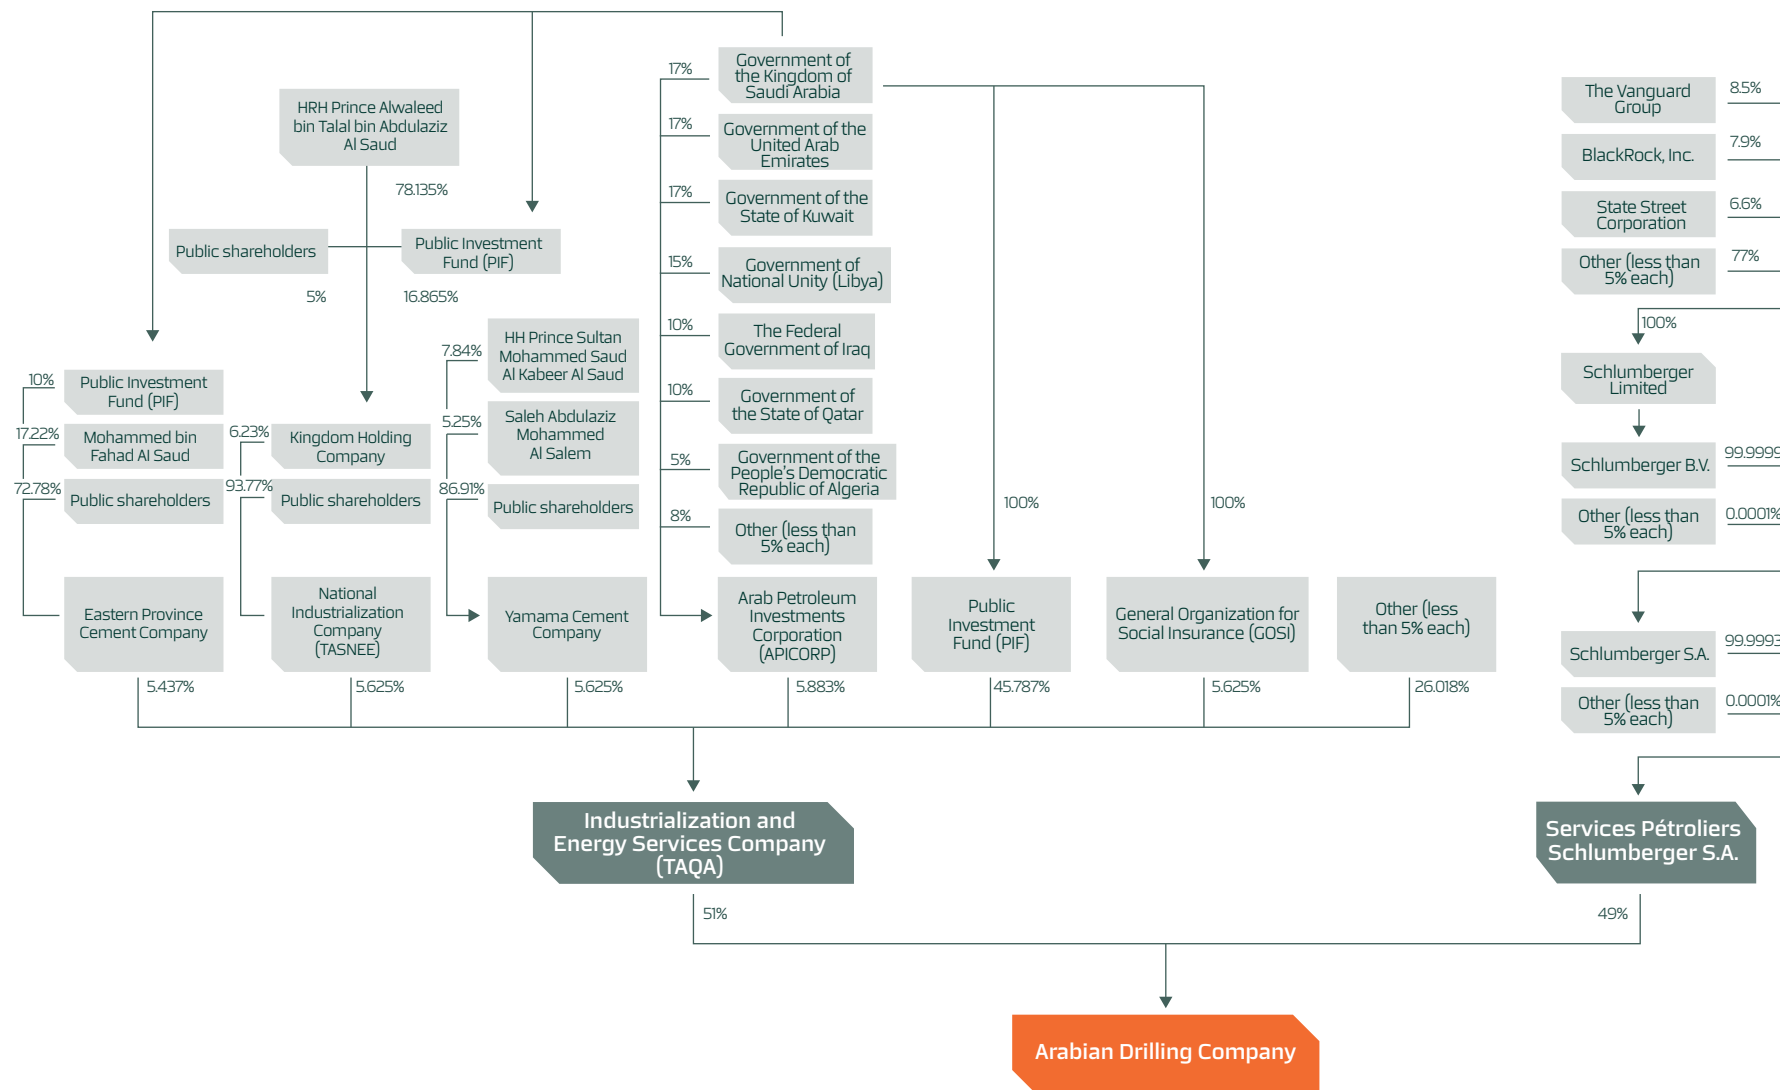 HRH Prince Alwaleed
bin Talal bin Abdulaziz
Al Saud
78.135%
Public shareholders
5%
Public Investment
Fund (PIF)
16.865%
10%
Public Investment
Fund (PIF)
17.22%
Mohammed bin
Fahad Al Saud
72.78%
Public shareholders
Eastern Province
Cement Company
5.437%
6.23%
Kingdom Holding
Company
93.77%
Public shareholders
National
Industrialization
Company
(TASNEE)
5.625%
7.84%
HH Prince Sultan
Mohammed Saud
Al Kabeer Al Saud
5.25%
Saleh Abdulaziz
Mohammed
Al Salem
86.91%
Public shareholders
Yamama Cement
Company
5.625%
17%
Government of
the Kingdom of
Saudi Arabia
17%
Government of the
United Arab
Emirates
17%
Government of the
State of Kuwait
15%
Government of
National Unity (Libya)
10%
The Federal
Government of Iraq
10%
Government of
the State of Qatar
5%
Government of the
People's Democratic
Republic of Algeria
8%
Other (less than
5% each)
Arab Petroleum
Investments
Corporation
(APICORP)
5.883%
100%
Public
Investment
Fund (PIF)
45.787%
100%
General Organization for
Social Insurance (GOSI)
5.625%
Other (less
than 5% each)
26.018%
The Vanguard
Group
8.5%
BlackRock, Inc.
7.9%
State Street
Corporation
6.6%
Other (less than
5% each)
77%
100%
Schlumberger
Limited
Schlumberger B.V.
99.9999
Other (less than
5% each)
0.0001%
Schlumberger S.A.
99.9993
Other (less than
5% each)
0.0001%
Industrialization and
Energy Services Company
(TAQA)
51%
Services Pétroliers
Schlumberger S.A.
49%
Arabian Drilling Company